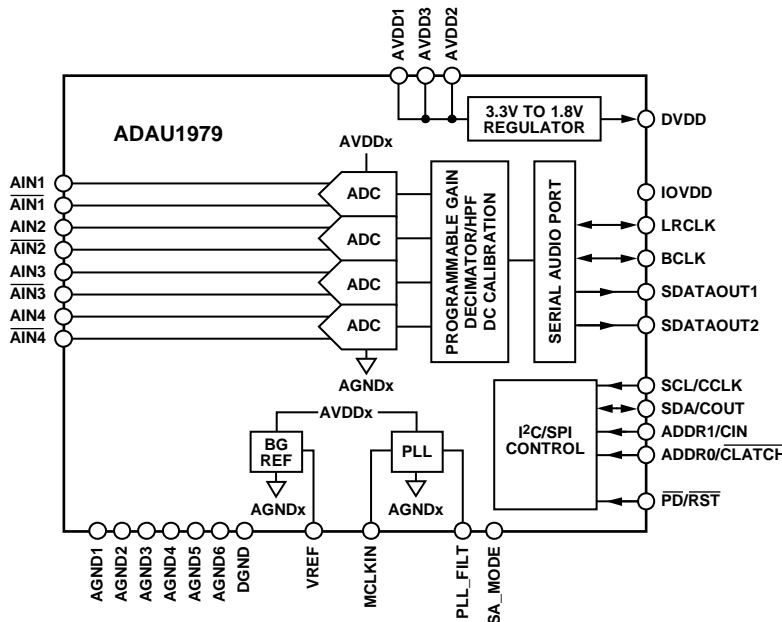 AVDD1
AVDD3
AVDD2
ADAU1979
3.3V TO 1.8V
REGULATOR
DVDD
AVDDx
AIN1
AIN1
AIN2
AIN2
AIN3
AIN3
AIN4
AIN4
ADC
ADC
ADC
ADC
AGNDx
PROGRAMMABLE GAIN
DECIMATOR/HPF
DC CALIBRATION
SERIAL AUDIO PORT
IOVDD
LRCLK
BCLK
SDATAOUT1
SDATAOUT2
I²C/SPI
CONTROL
SCL/CCLK
SDA/COUT
ADDR1/CIN
ADDR0/CLATCH
PD/RST
AVDDx
BG
REF
PLL
AGNDx
AGNDx
AGND1
AGND2
AGND3
AGND4
AGND5
AGND6
DGND
VREF
MCLKIN
PLL_FILT
SA_MODE